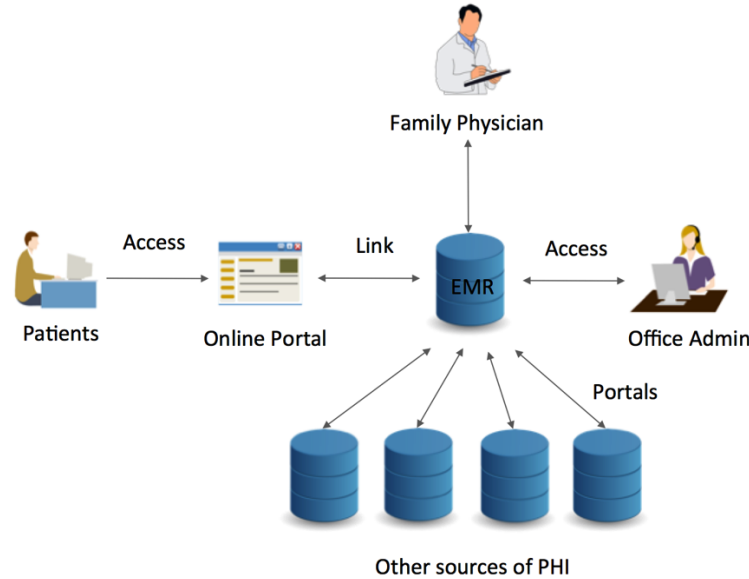 Family Physician
Access
Link
Access
EMR
Patients
Online Portal
Office Admin
Portals
Other sources of PHI